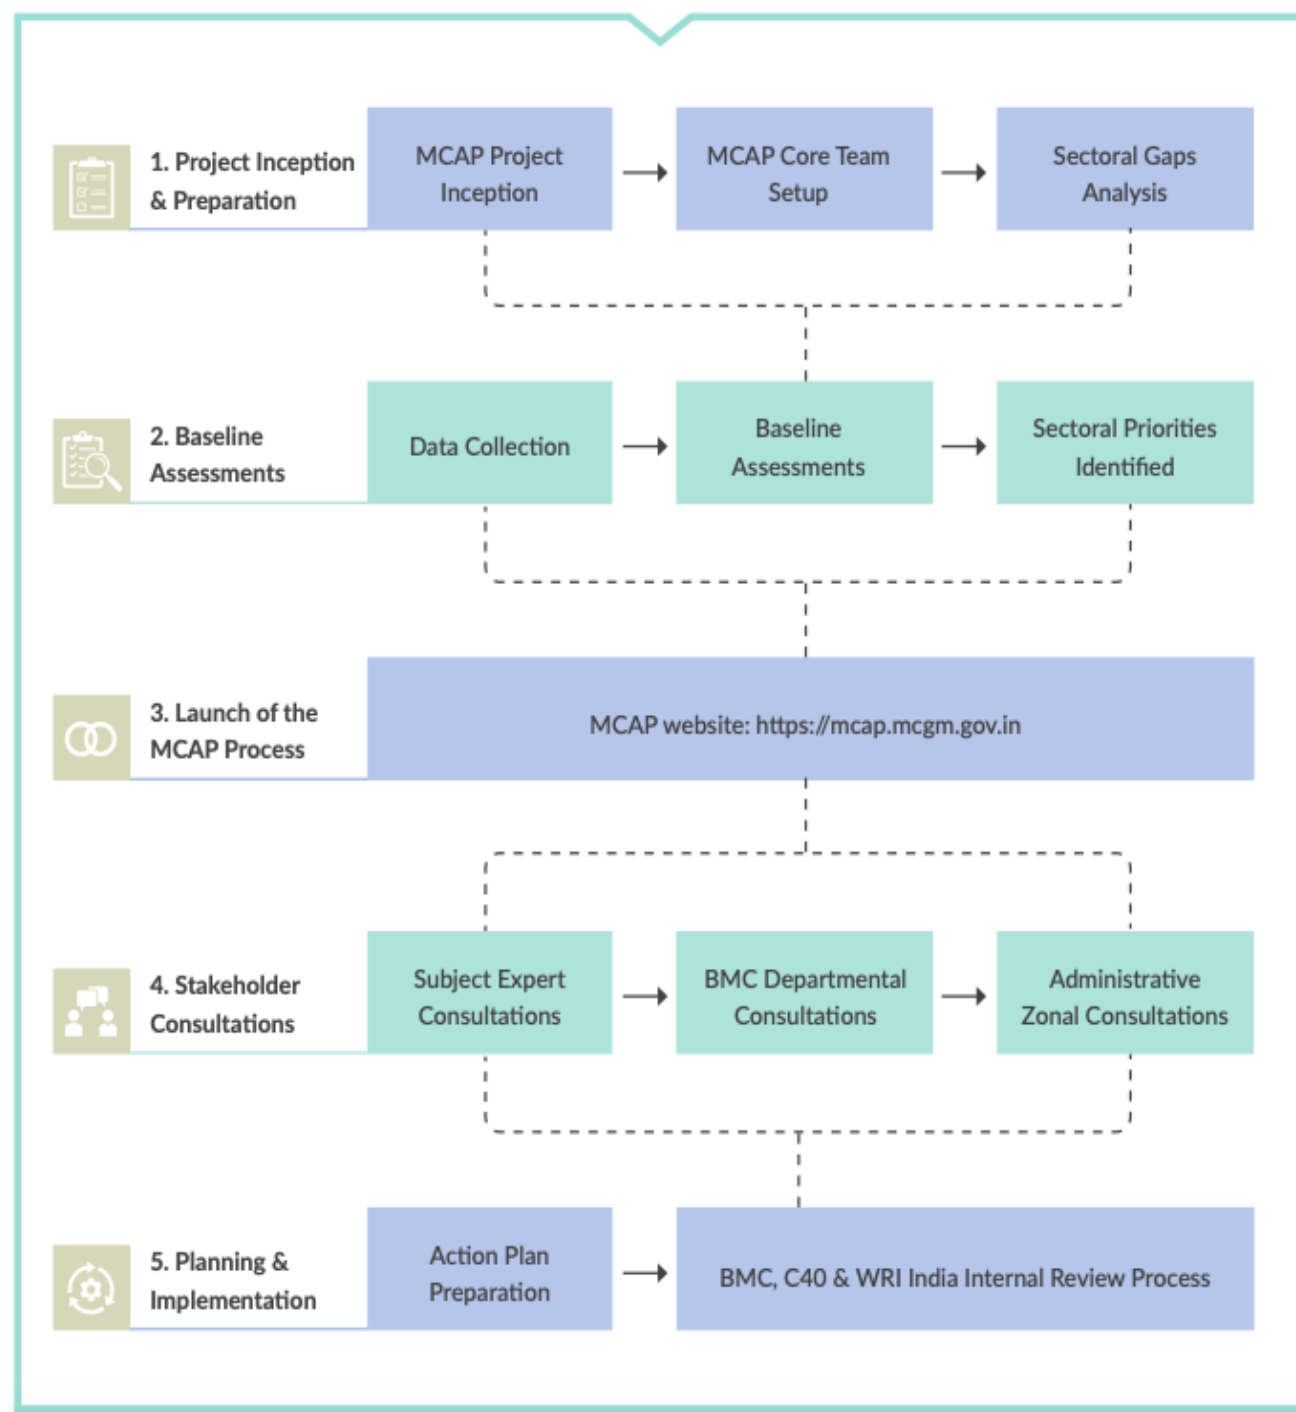 1. Project Inception
& Preparation
MCAP Project
Inception
MCAP Core Team
Setup
Sectoral Gaps
Analysis
2. Baseline
Assessments
Data Collection
Baseline
Assessments
Sectoral Priorities
Identified
3. Launch of the
MCAP Process
MCAP website: https://mcap.mcgm.gov.in
4. Stakeholder
Consultations
Subject Expert
Consultations
BMC Departmental
Consultations
Administrative
Zonal Consultations
5. Planning &
Implementation
Action Plan
Preparation
BMC, C40 & WRI India Internal Review Process